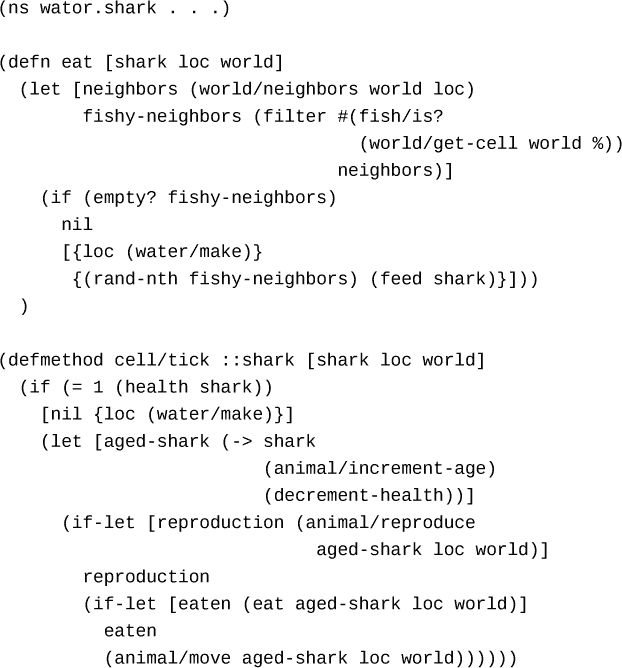 (ns wator.shark . . .)

(defn eat [shark loc world]
  (let [neighbors (world/neighbors world loc)
        fishy-neighbors (filter #(fish/is?
                                  (world/get-cell world %))
                                neighbors)]
    (if (empty? fishy-neighbors)
      nil
      [{loc (water/make)}
       {(rand-nth fishy-neighbors) (feed shark)}]))
  )

(defmethod cell/tick ::shark [shark loc world]
  (if (= 1 (health shark))
    [nil {loc (water/make)}]
    (let [aged-shark (-> shark
                         (animal/increment-age)
                         (decrement-health))]
      (if-let [reproduction (animal/reproduce
                              aged-shark loc world)]
        reproduction
        (if-let [eaten (eat aged-shark loc world)]
          eaten
          (animal/move aged-shark loc world))))))